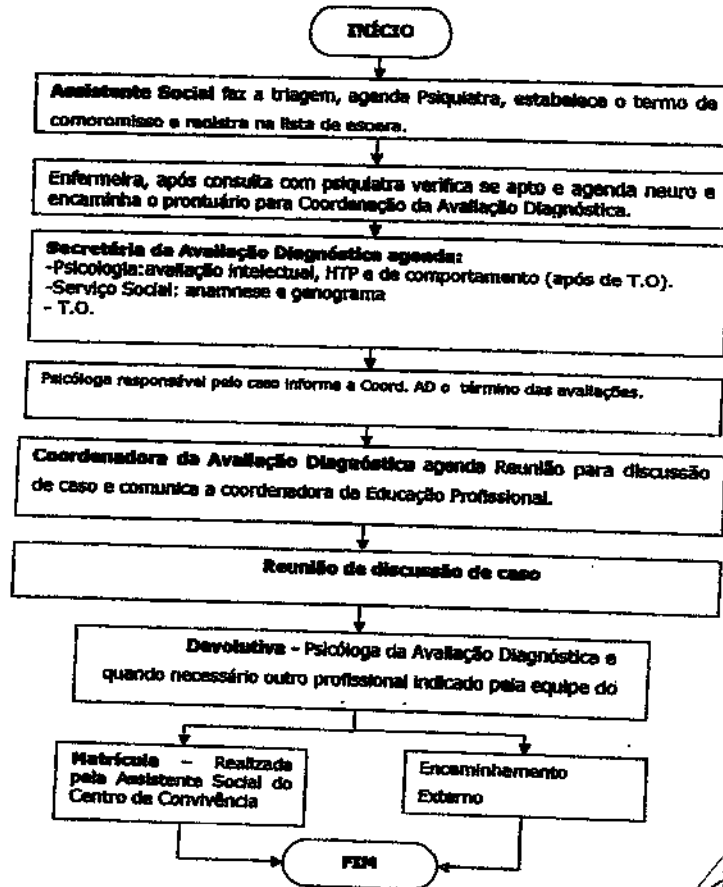 INÍCIO
Assistente Social faz a triagem, agenda Psiquiatra, estabelece o termo de
compromisso e registra na lista de espera.
Enfermeira, após consulta com psiquiatra verifica se apto e agenda neuro e
encaminha o prontuário para Coordenação da Avaliação Diagnóstica.
Secretária da Avaliação Diagnóstica agenda:
-Psicologia:avaliação intelectual, HTP e de comportamento (após de T.O).
-Serviço Social: anamnese e genograma
- T.O.
Psicóloga responsável pelo caso informe a Coord. AD o término das avaliações.
Coordenadora da Avaliação Diagnóstica agenda Reunião para discussão
de caso e comunica a coordenadora da Educação Profissional.
Reunião de discussão de caso
Devolutiva - Psicóloga da Avaliação Diagnóstica e
quando necessário outro profissional indicado pela equipe do
Matrícula – Realizada
pela Assistente Social do
Centro de Convivência
Encaminhamento
Externo
FIM